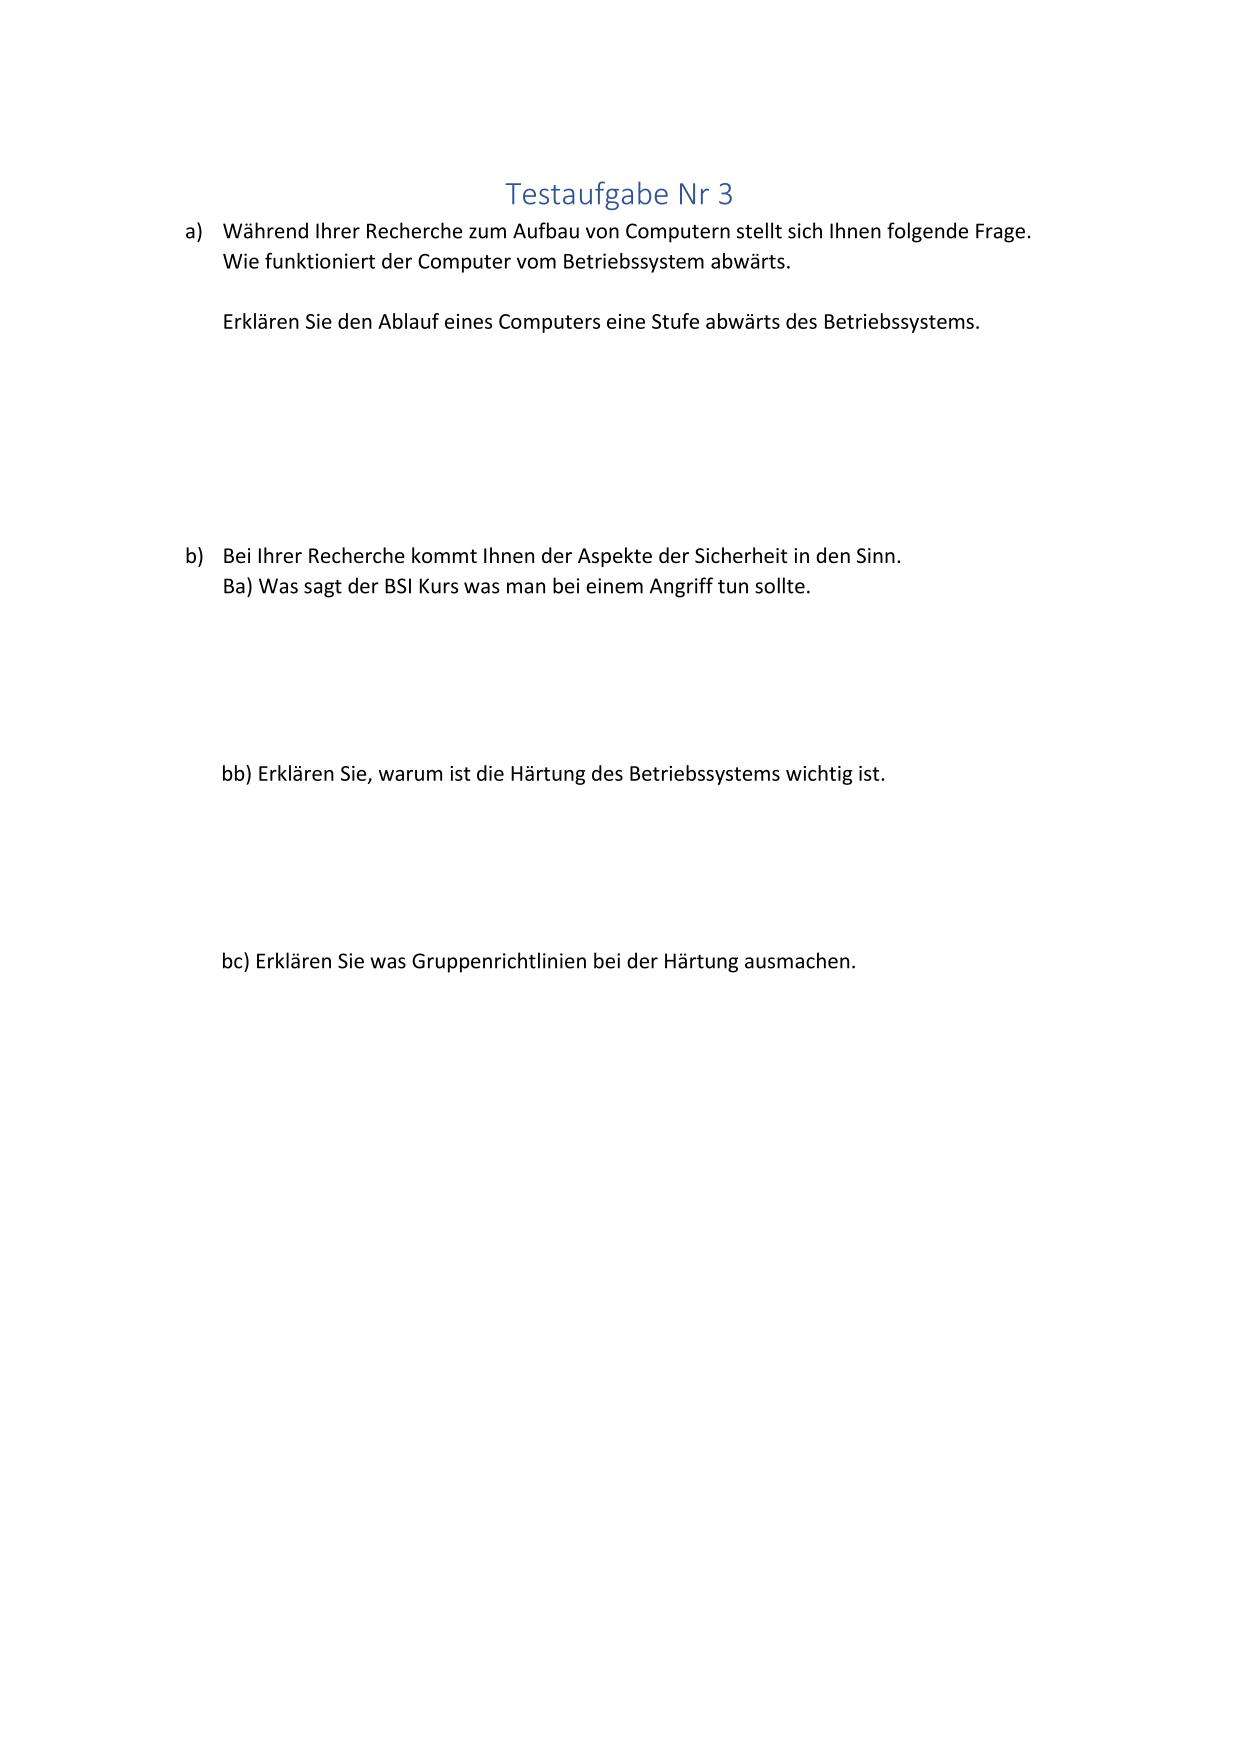 Testaufgabe Nr 3
a) Während Ihrer Recherche zum Aufbau von Computern stellt sich Ihnen folgende Frage.
Wie funktioniert der Computer vom Betriebssystem abwärts.
Erklären Sie den Ablauf eines Computers eine Stufe abwärts des Betriebssystems.
b) Bei Ihrer Recherche kommt Ihnen der Aspekte der Sicherheit in den Sinn.
Ba) Was sagt der BSI Kurs was man bei einem Angriff tun sollte.
bb) Erklären Sie, warum ist die Härtung des Betriebssystems wichtig ist.
bc) Erklären Sie was Gruppenrichtlinien bei der Härtung ausmachen.